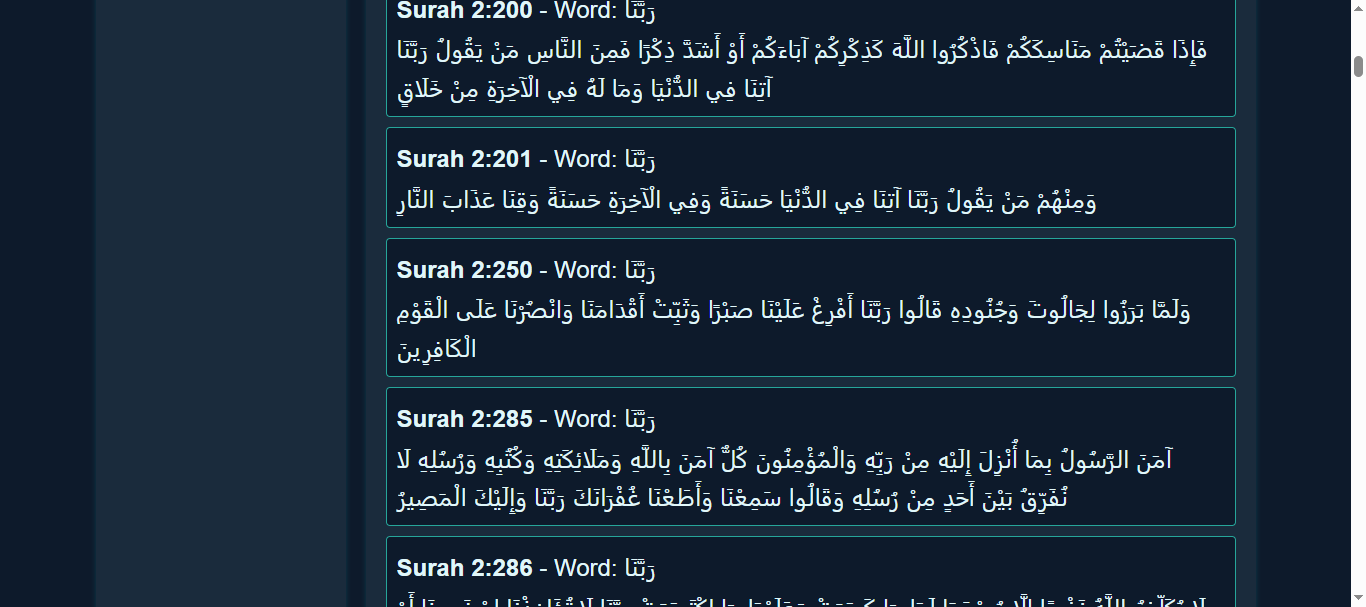 Surah 2:200 - Word: رَبَّنَا
فَإِذَا قَضَيْتُمْ مَنَاسِكَكُمْ فَاذْكُرُوا اللَّهَ كَذِكْرِكُمْ آبَاءَكُمْ أَوْ أَشَدَّ ذِكْرًا فَمِنَ النَّاسِ مَنْ يَقُولُ رَبَّنَا
آتِنَا فِي الدُّنْيَا وَمَا لَهُ فِي الْآخِرَةِ مِنْ خَلَاقٍ
Surah 2:201 - Word: رَبَّنَا
وَمِنْهُمْ مَنْ يَقُولُ رَبَّنَا آتِنَا فِي الدُّنْيَا حَسَنَةً وَفِي الْآخِرَةِ حَسَنَةً وَقِنَا عَذَابَ النَّارِ
Surah 2:250 - Word: رَبَّنَا
وَلَمَّا بَرَزُوا لِجَالُوتَ وَجُنُودِهِ قَالُوا رَبَّنَا أَفْرِغْ عَلَيْنَا صَبْرًا وَثَبِّتْ أَقْدَامَنَا وَانْصُرْنَا عَلَى الْقَوْمِ
الْكَافِرِينَ
Surah 2:285 - Word: رَبَّنَا
آمَنَ الرَّسُولُ بِمَا أُنْزِلَ إِلَيْهِ مِنْ رَبِّهِ وَالْمُؤْمِنُونَ كُلٌّ آمَنَ بِاللَّهِ وَمَلَائِكَتِهِ وَكُتُبِهِ وَرُسُلِهِ لَا
نُفَرِّقُ بَيْنَ أَحَدٍ مِنْ رُسُلِهِ وَقَالُوا سَمِعْنَا وَأَطَعْنَا غُفْرَانَكَ رَبَّنَا وَإِلَيْكَ الْمَصِيرُ
Surah 2:286 - Word: رَبَّنَا